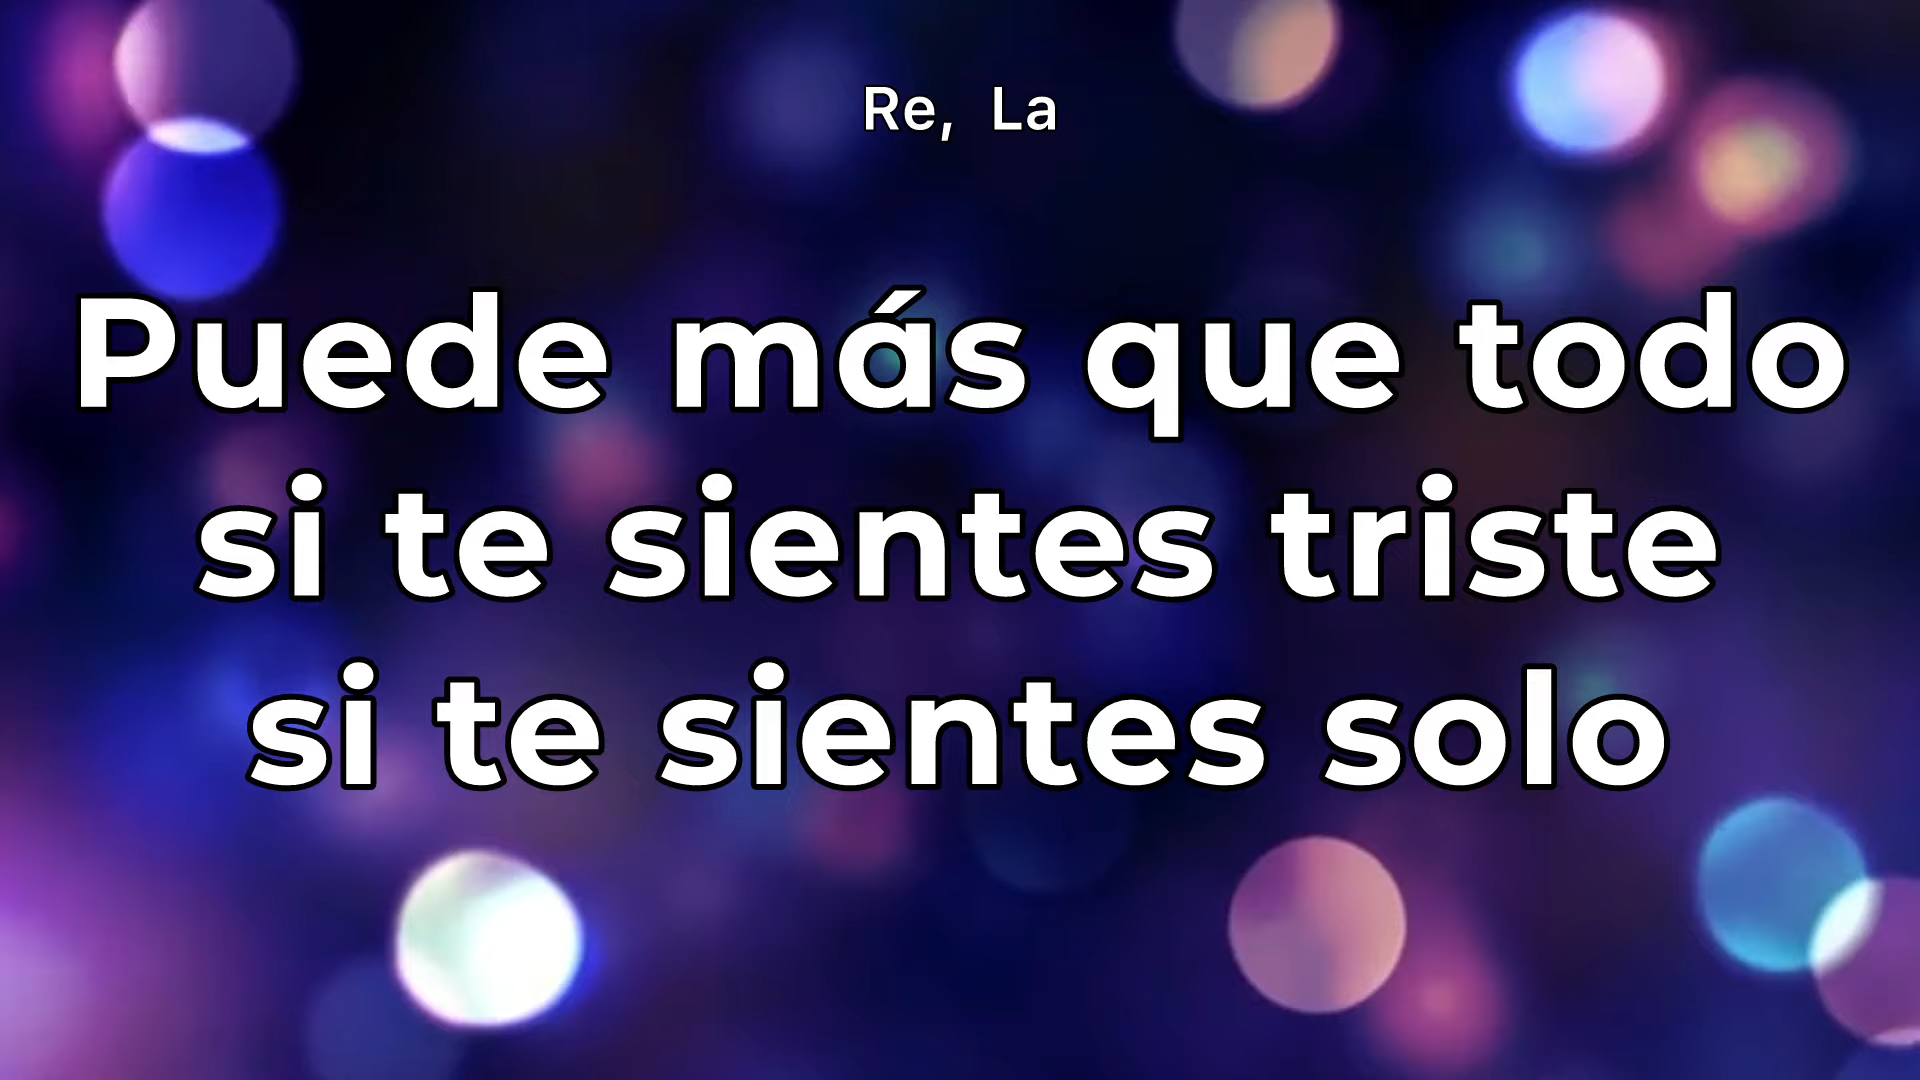 Re, La
Puede más que todo
si te sientes triste
si te sientes solo